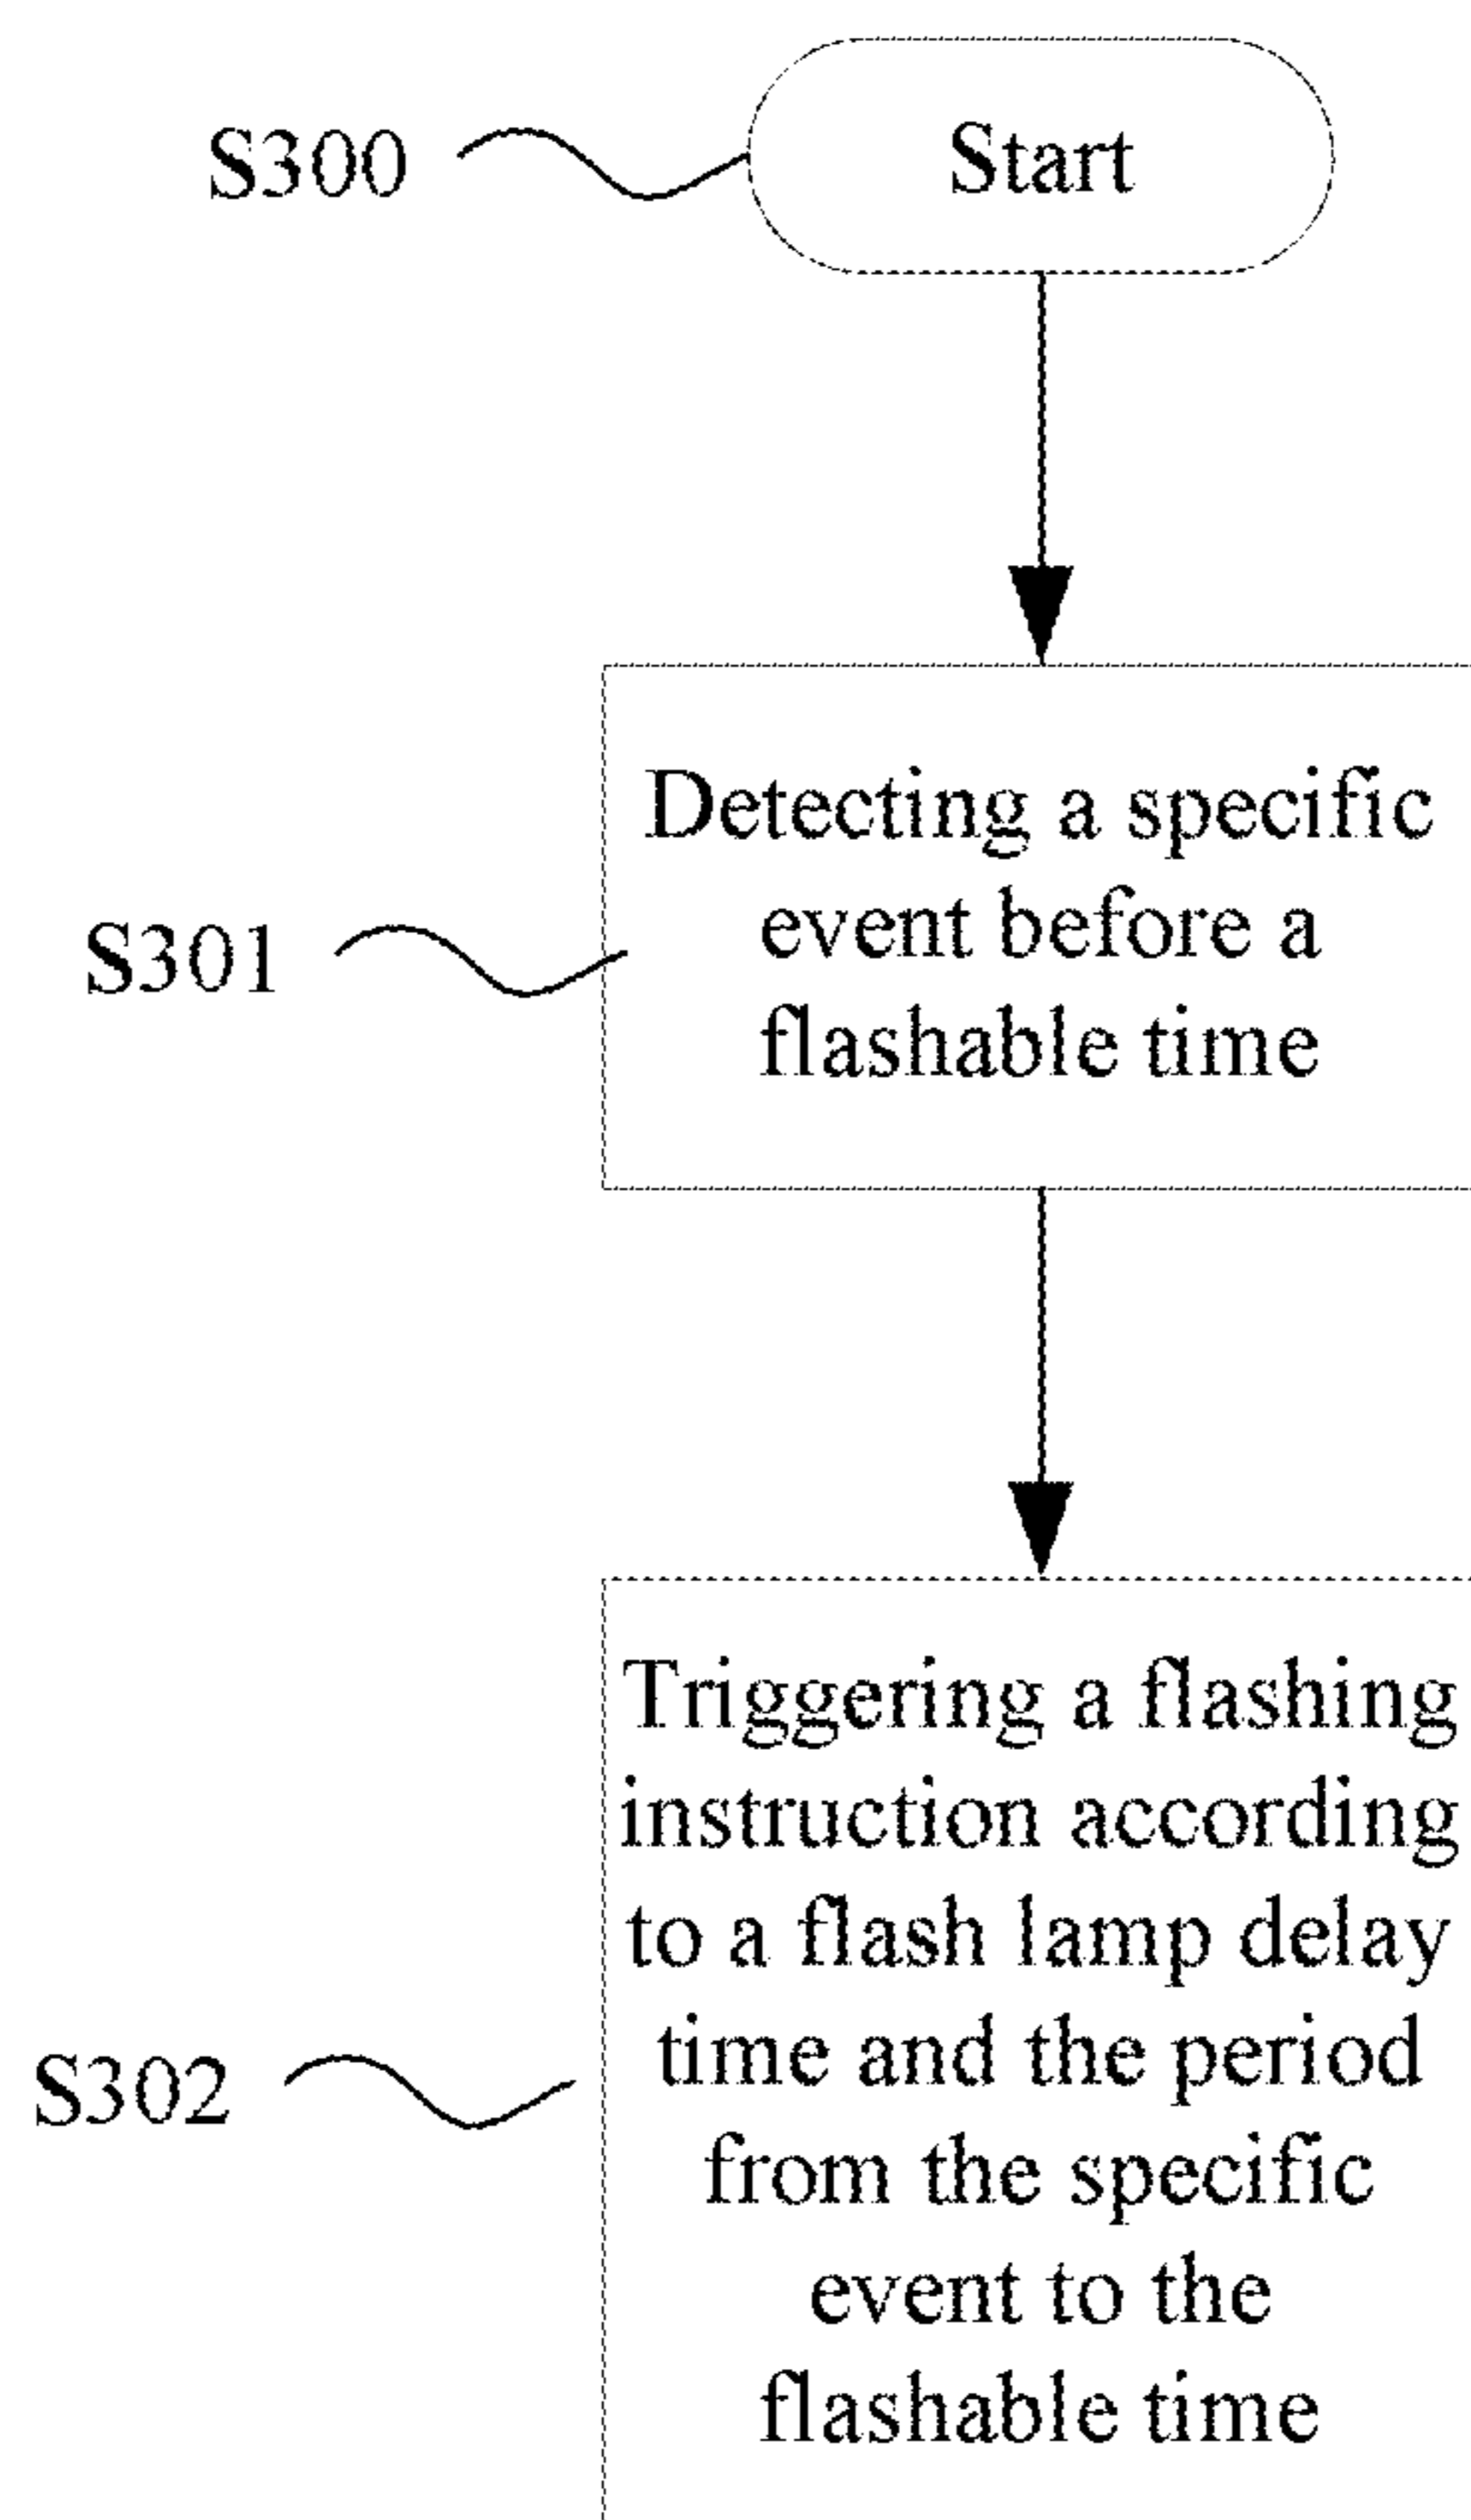 S300
Start
S301
Detecting a specific
event before a
flashable time
S302
Triggering a flashing
instruction according
to a flash lamp delay
time and the period
from the specific
event to the
flashable time